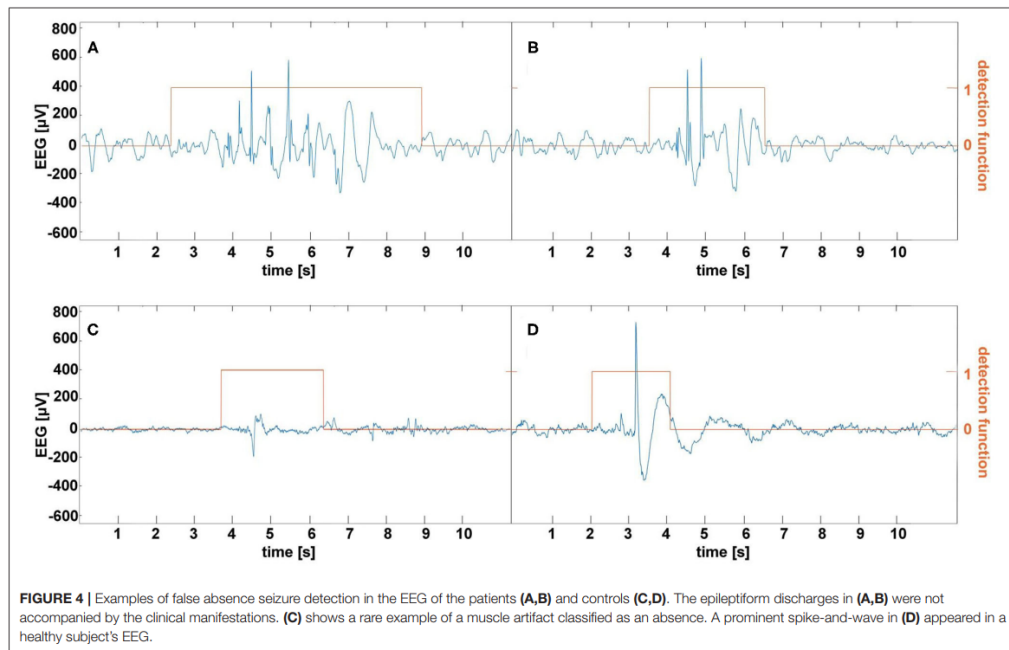 800
600
400
200
0
-200
-400
-600
EEG [µV]
A
1 2 3 4 5 6 7 8 9 10
time [s]
B
1 2 3 4 5 6 7 8 9 10
time [s]
1
0
detection function
800
600
400
200
0
-200
-400
-600
EEG [µV]
C
1 2 3 4 5 6 7 8 9 10
time [s]
D
1 2 3 4 5 6 7 8 9 10
time [s]
1
0
detection function
FIGURE 4 | Examples of false absence seizure detection in the EEG of the patients (A,B) and controls (C,D). The epileptiform discharges in (A,B) were not
accompanied by the clinical manifestations. (C) shows a rare example of a muscle artifact classified as an absence. A prominent spike-and-wave in (D) appeared in a
healthy subject's EEG.